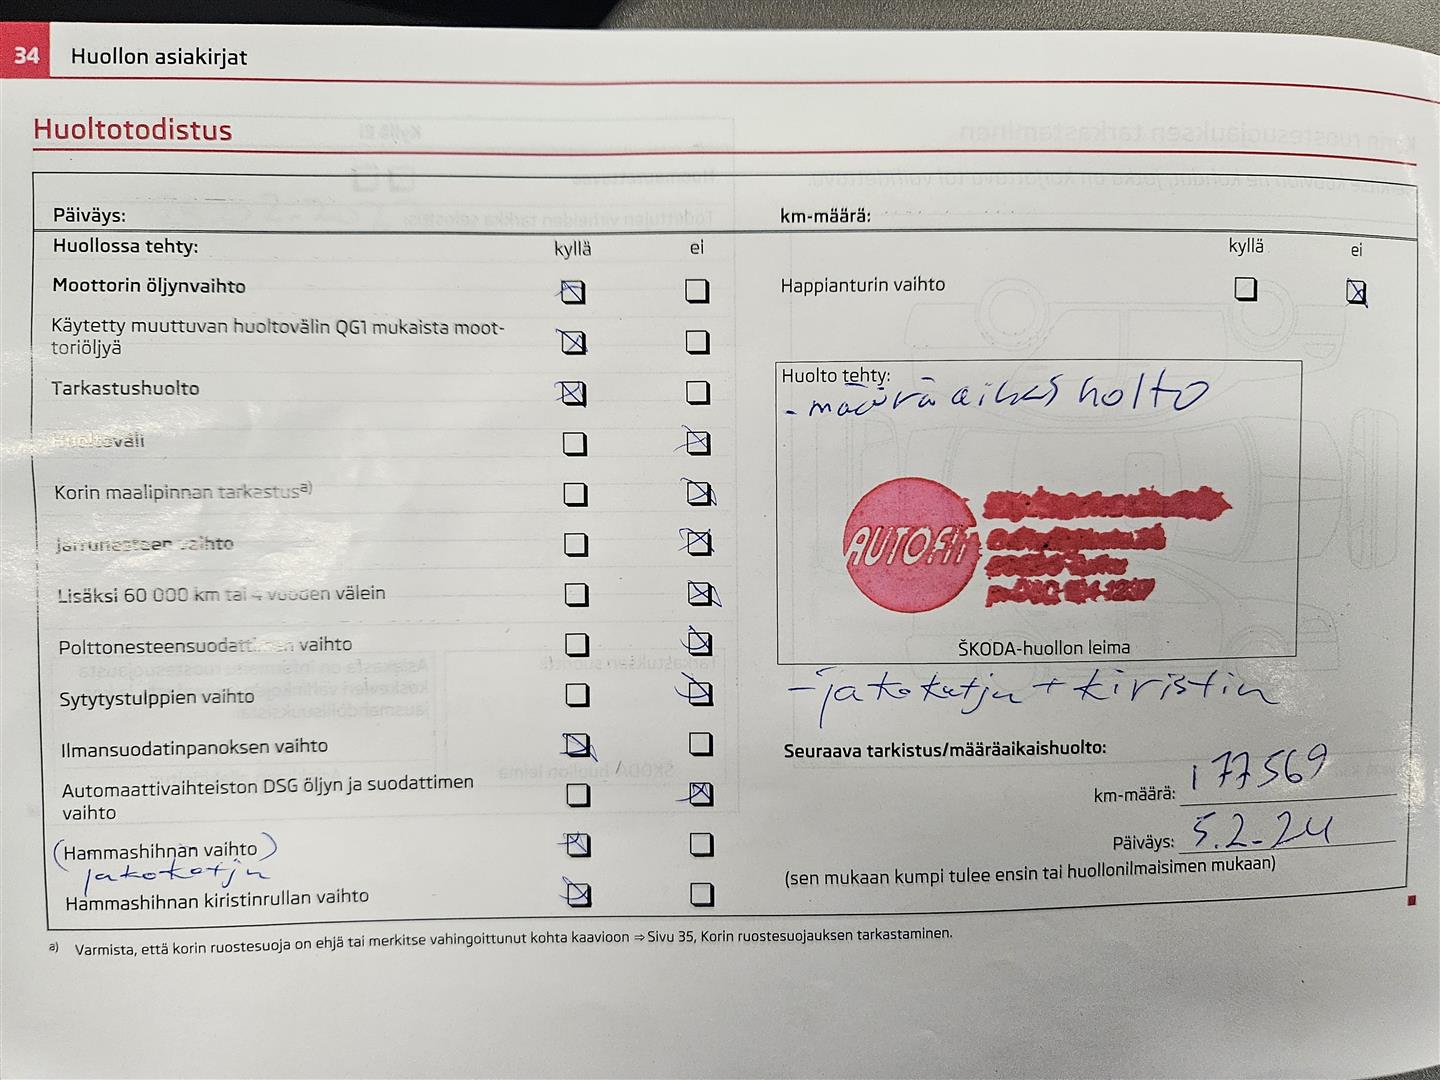 34 Huollon asiakirjat
Huoltotodistus
Päiväys:
km-määrä:
Huollossa tehty: kyllä ei
kyllä ei
Moottorin öljynvaihto
Happianturin vaihto
Käytetty muuttuvan huoltovälin QG1 mukaista moot-
toriöljyä
Tarkastushuolto
Huoltoväli
Korin maalipinnan tarkastus a)
Jarrunesteen vaihto
Lisäksi 60 000 km tai 4 vuoden välein
Polttonesteensuodattimen vaihto
Sytytystulppien vaihto
Ilmansuodatinpanoksen vaihto
Automaattivaihteiston DSG öljyn ja suodattimen
vaihto
(Hammashihnan vaihto)
jakoketju
Hammashihnan kiristinrullan vaihto
Huolto tehty:
- määräaikas holto
AUTOFIT
ŠKODA-huollon leima
- jakoketju + kiristin
Seuraava tarkistus/määräaikaishuolto:
km-määrä: 177569
Päiväys: 5.2-24
(sen mukaan kumpi tulee ensin tai huollonilmaisimen mukaan)
a) Varmista, että korin ruostesuoja on ehjä tai merkitse vahingoittunut kohta kaavioon ⇒ Sivu 35, Korin ruostesuojauksen tarkastaminen.